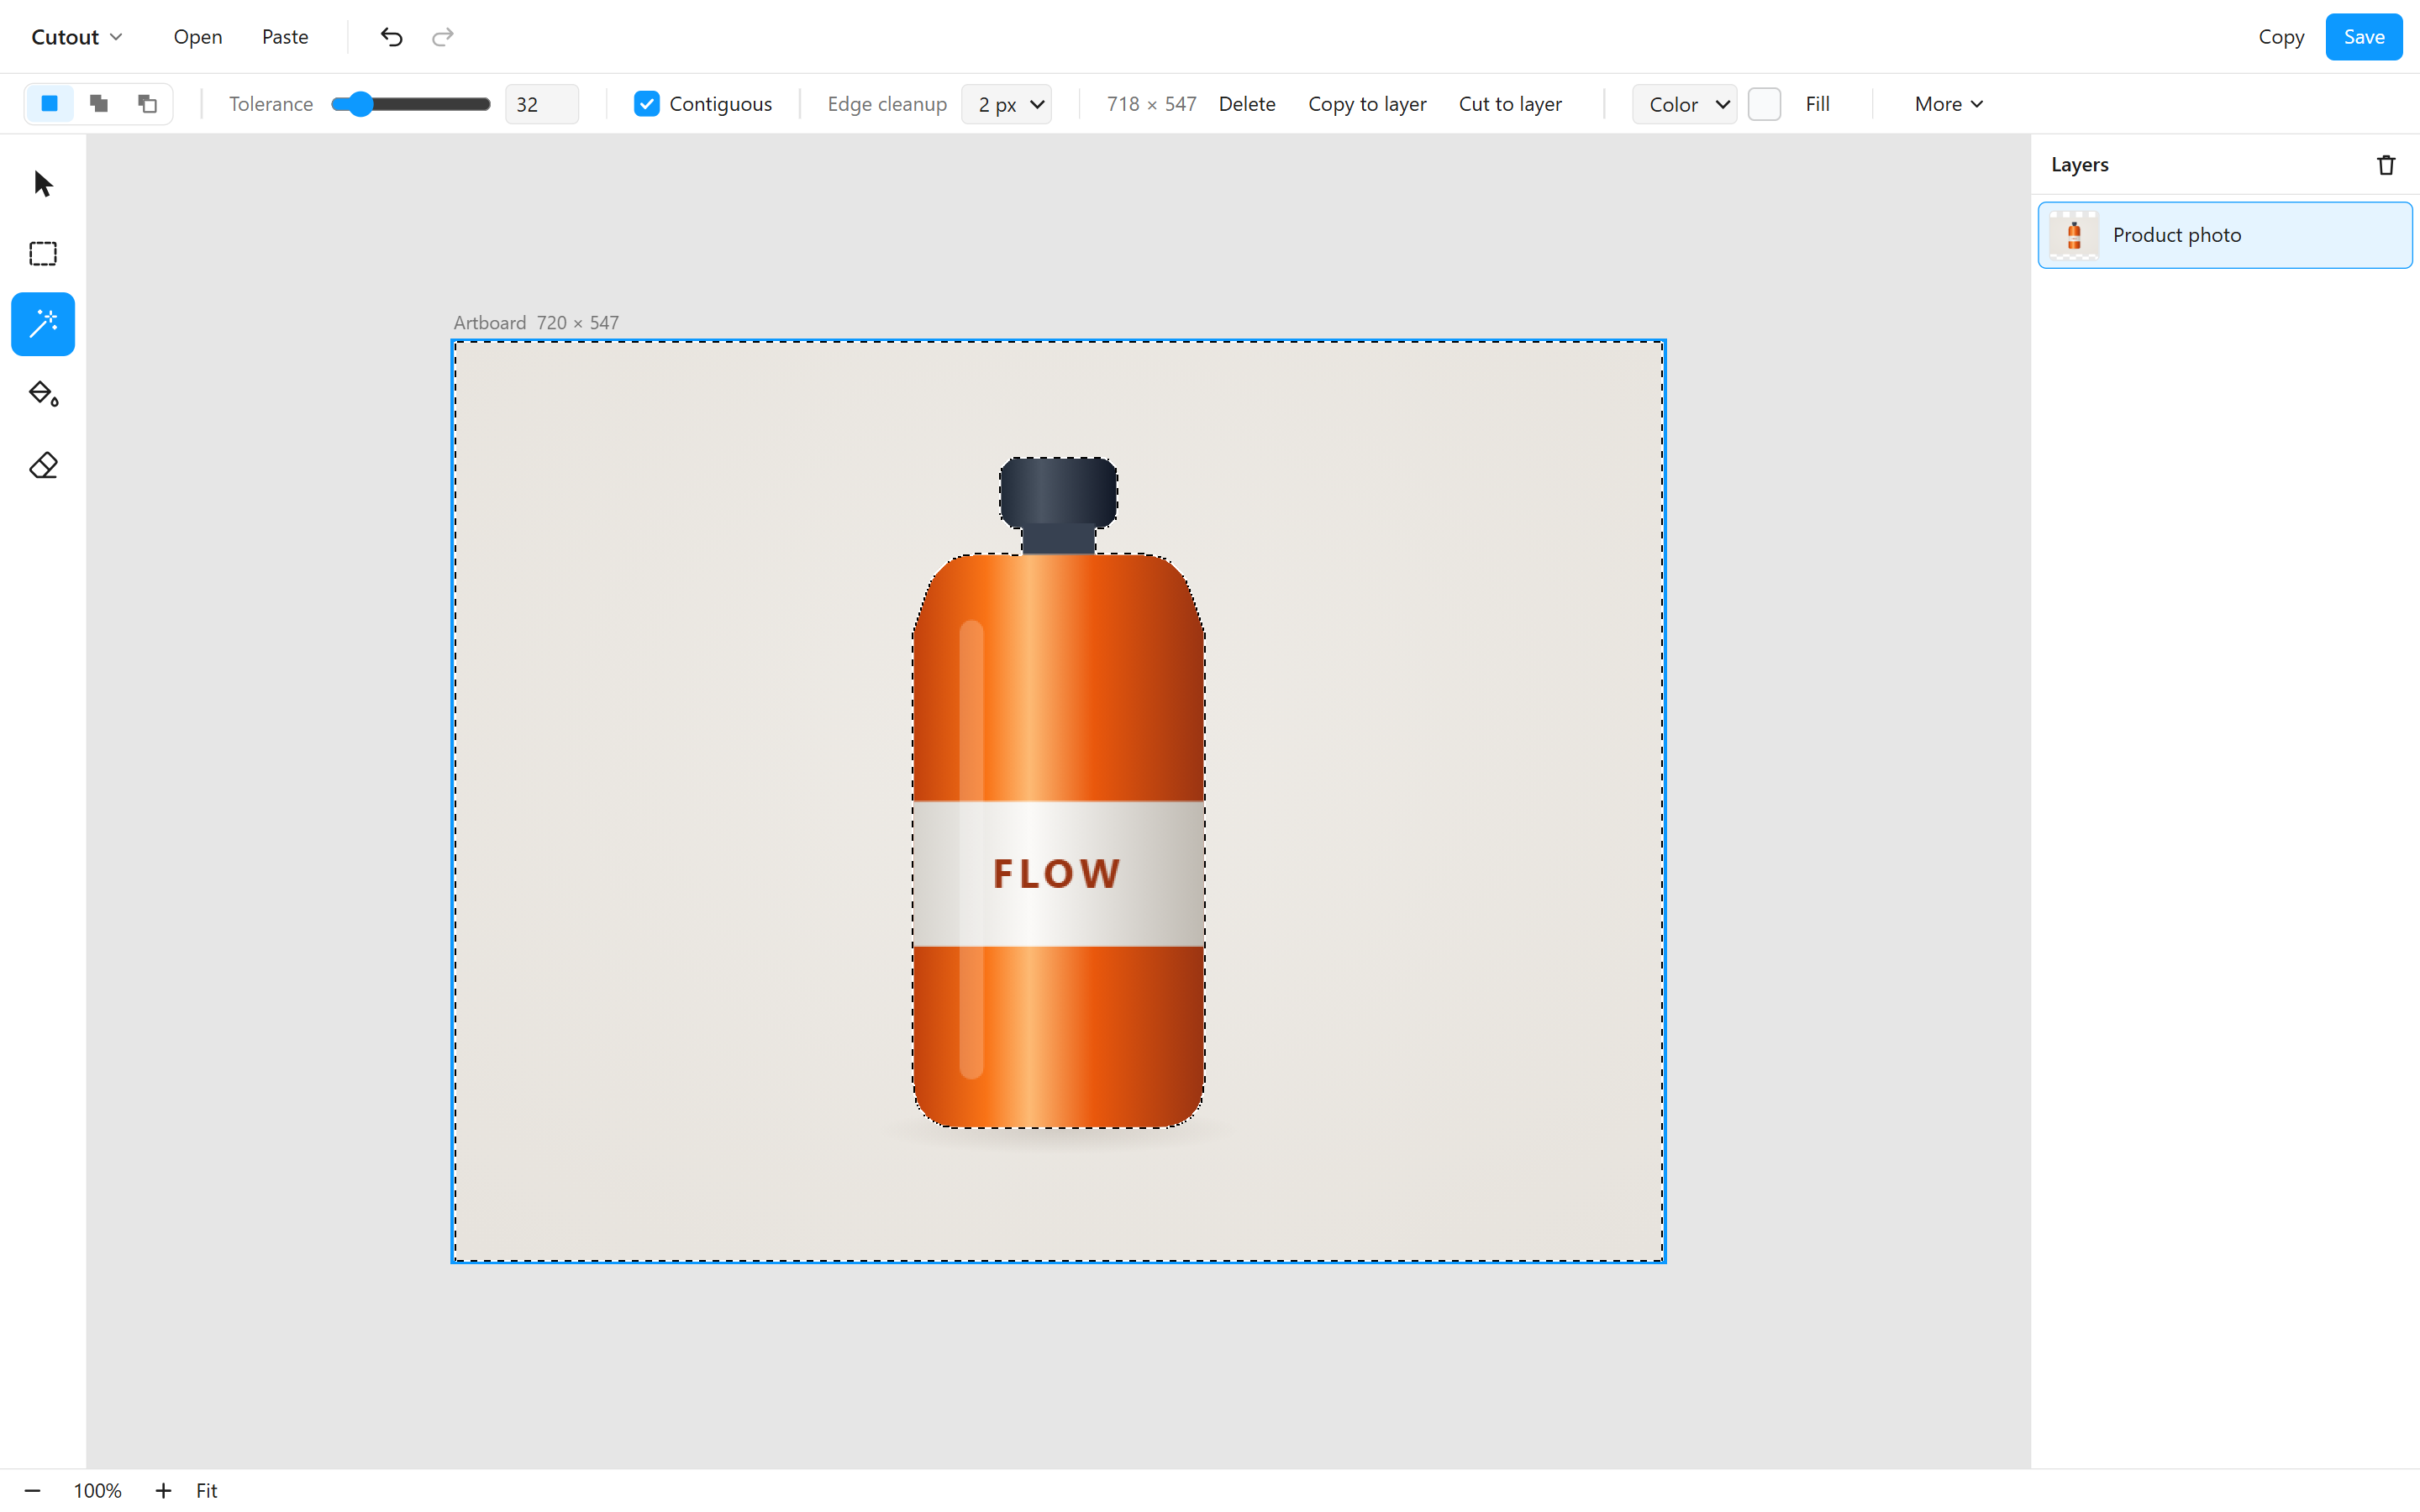 Cutout Open Paste Copy Save
Tolerance 32 Contiguous Edge cleanup 2 px 718 × 547 Delete Copy to layer Cut to layer Color Fill More
Layers
Product photo
Artboard 720 × 547
FLOW
100% Fit